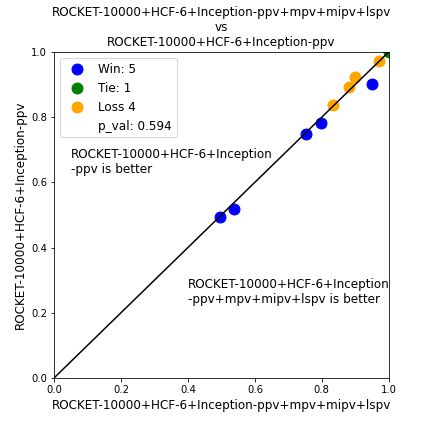 ROCKET-10000+HCF-6+Inception-ppv+mpv+mipv+lspv
vs
ROCKET-10000+HCF-6+Inception-ppv
1.0
0.8
0.6
0.4
0.2
0.0
ROCKET-10000+HCF-6+Inception-ppv
Win: 5
Tie: 1
Loss 4
p_val: 0.594
ROCKET-10000+HCF-6+Inception
-ppv is better
ROCKET-10000+HCF-6+Inception
-ppv+mpv+mipv+lspv is better
0.0 0.2 0.4 0.6 0.8 1.0
ROCKET-10000+HCF-6+Inception-ppv+mpv+mipv+lspv